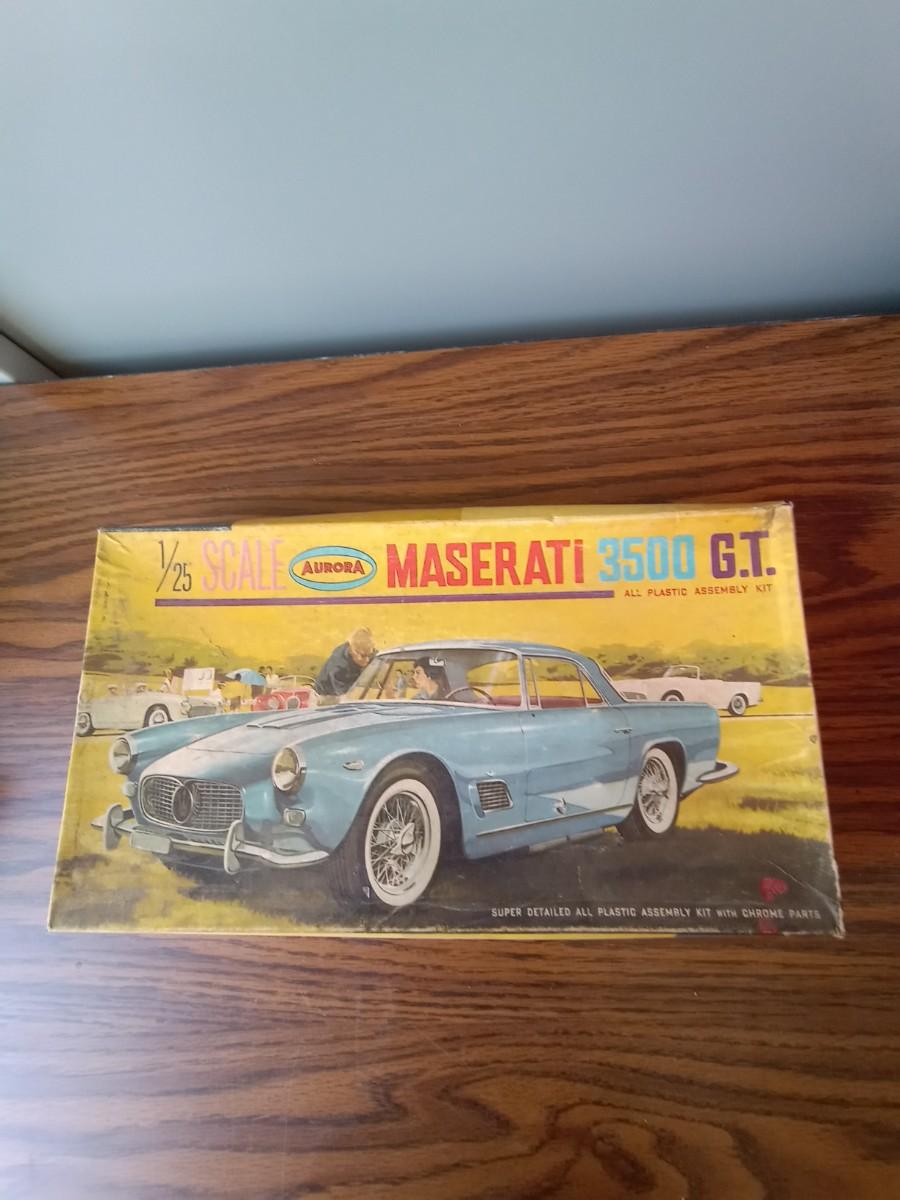 1/25 SCALE AURORA MASERATi 3500 G.T.
ALL PLASTIC ASSEMBLY KIT
SUPER DETAILED ALL PLASTIC ASSEMBLY KIT WITH CHROME PARTS